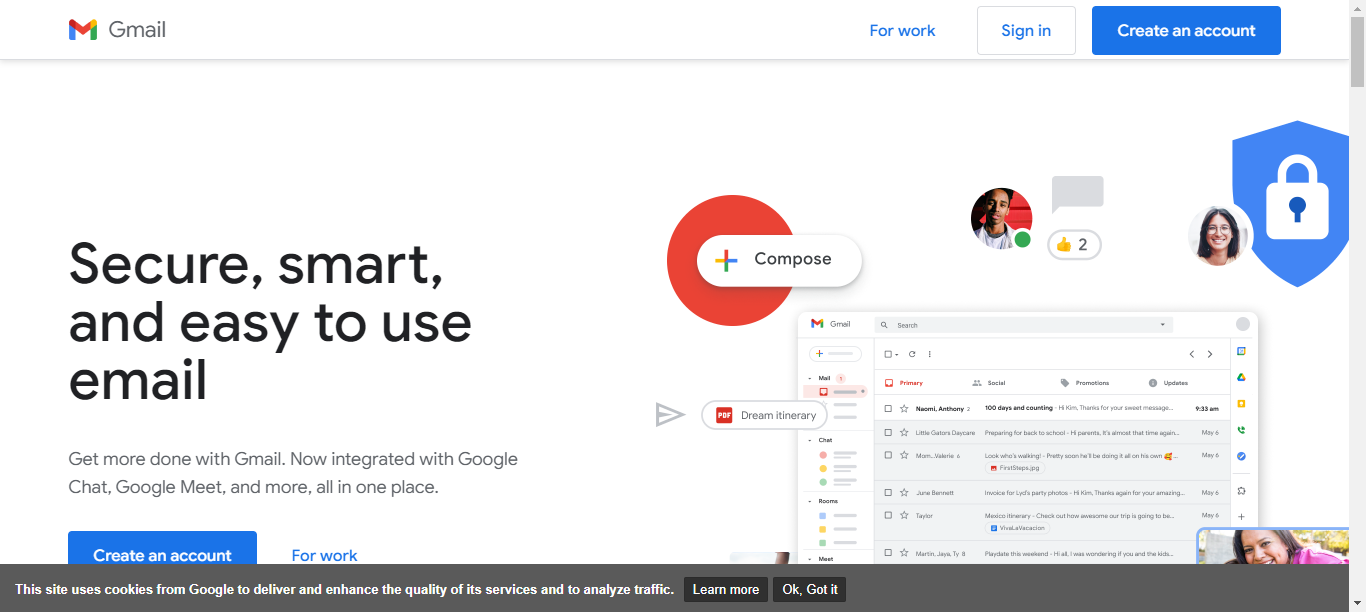 Gmail
For work
Sign in
Create an account
Secure, smart,
and easy to use
email
Get more done with Gmail. Now integrated with Google
Chat, Google Meet, and more, all in one place.
Create an account
For work
Compose
2
Dream itinerary
PDF
Gmail
Search
Mail
1
Chat
Rooms
Meet
Primary
Social
Promotions
Updates
Naomi, Anthony 2 100 days and counting - Hi Kim, Thanks for your sweet message... 9:33 am
Little Gators Daycare Preparing for back to school - Hi parents, It's almost that time again... May 6
Mom...Valerie 6 Look who's walking! - Pretty soon he'll be doing it all on his own 🥰... May 6
FirstSteps.jpg
June Bennett Invoice for Lyd's party photos - HI Kim, Thanks again for your amazing... May 6
Taylor Mexico itinerary - Check out how awesome our trip is going to be... May 6
VivaLaVacacion
Martin, Jaya, Ty 8 Playdate this weekend - Hi all, I was wondering if you and the kids...
This site uses cookies from Google to deliver and enhance the quality of its services and to analyze traffic.
Learn more
Ok, Got it